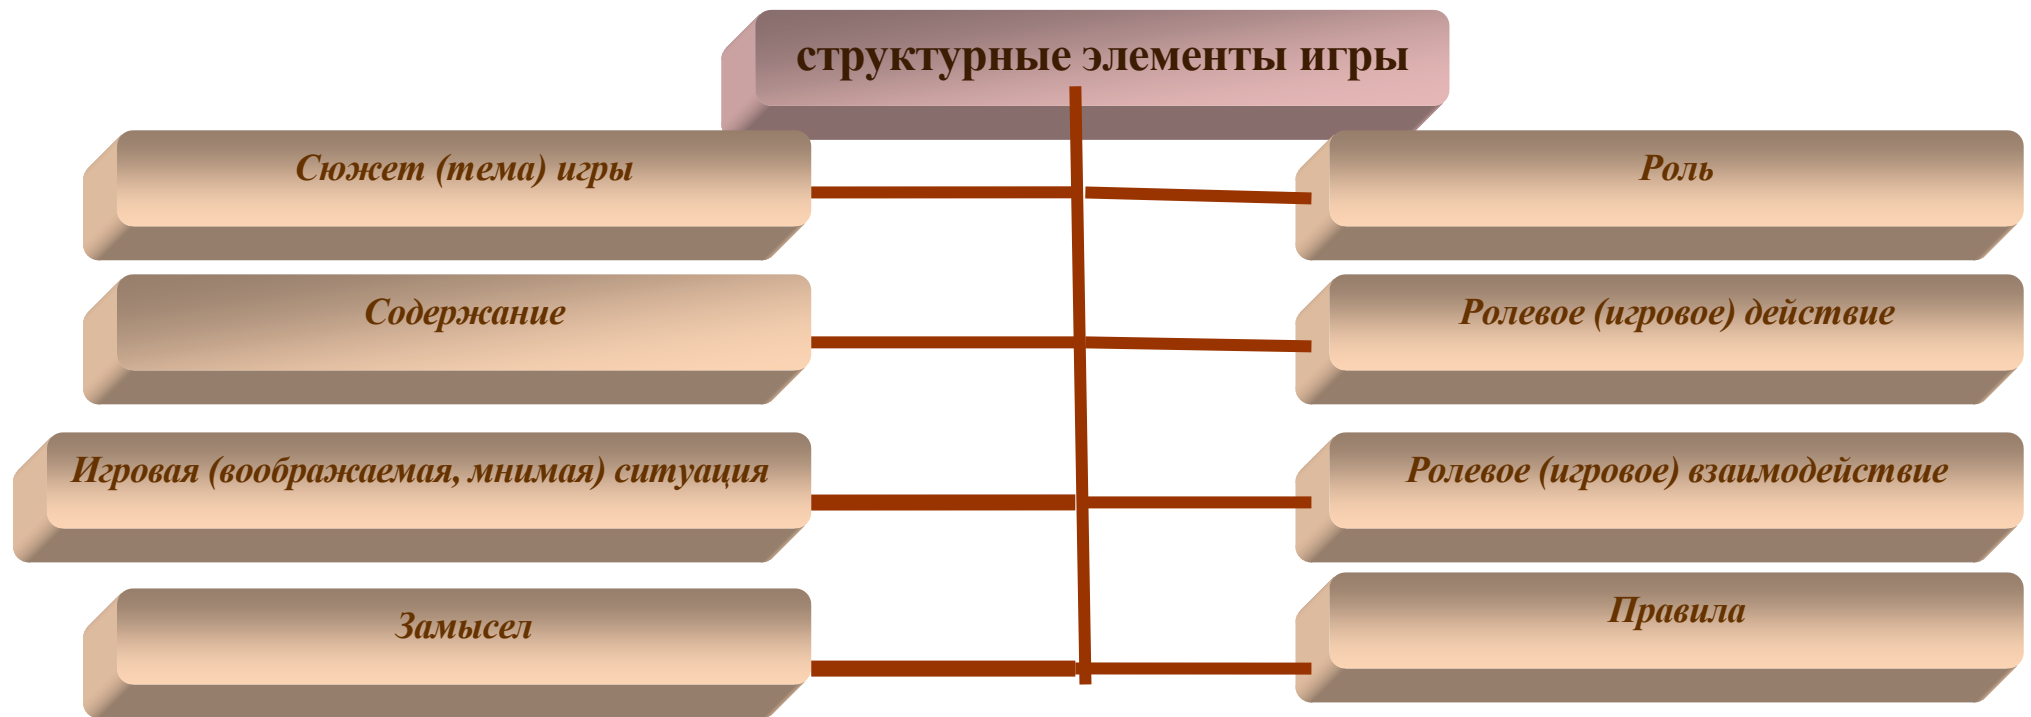 структурные элементы игры
Сюжет (тема) игры
Роль
Содержание
Ролевое (игровое) действие
Игровая (воображаемая, мнимая) ситуация
Ролевое (игровое) взаимодействие
Замысел
Правила